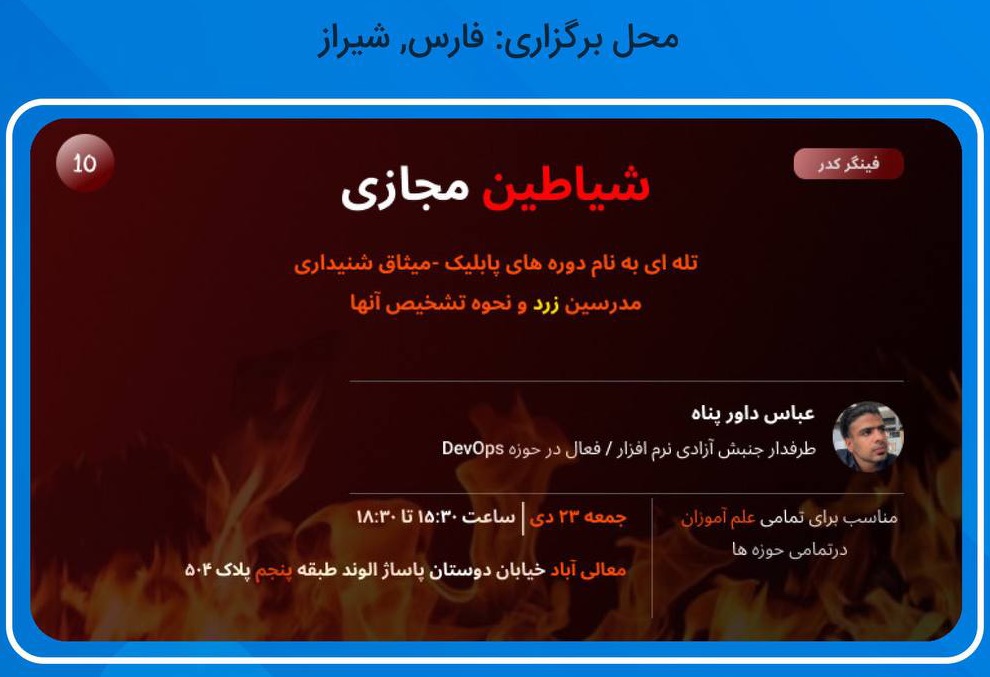 محل برگزاری: فارس, شیراز
فینگر کدر
10
شیاطین مجازی
تله ای به نام دوره های پابلیک -میثاق شنیداری
مدرسین زرد و نحوه تشخیص آنها
عباس داور پناه
طرفدار جنبش آزادی نرم افزار / فعال در حوزه DevOps
مناسب برای تمامی علم آموزان
درتمامی حوزه ها
جمعه ۲۳ دی | ساعت ۱۵:۳۰ تا ۱۸:۳۰
معالی آباد خیابان دوستان پاساژ الوند طبقه پنجم پلاک ۵۰۴